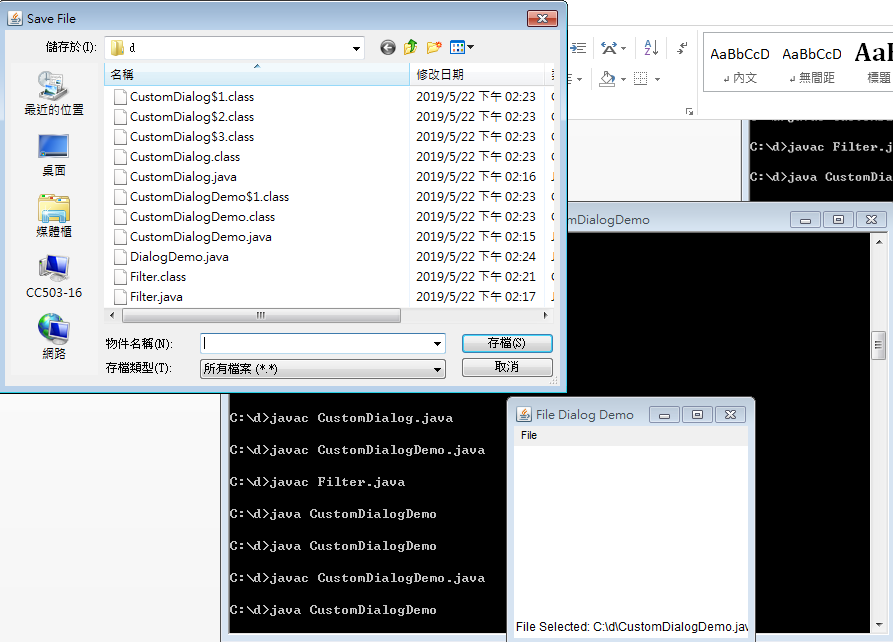 Save File
儲存於(I):
d
最近的位置
桌面
媒體櫃
CC503-16
網路
名稱
修改日期
CustomDialog$1.class
2019/5/22 下午 02:23
CustomDialog$2.class
2019/5/22 下午 02:23
CustomDialog$3.class
2019/5/22 下午 02:23
CustomDialog.class
2019/5/22 下午 02:23
CustomDialog.java
2019/5/22 下午 02:16
CustomDialogDemo$1.class
2019/5/22 下午 02:23
CustomDialogDemo.class
2019/5/22 下午 02:23
CustomDialogDemo.java
2019/5/22 下午 02:15
DialogDemo.java
2019/5/22 下午 02:24
Filter.class
2019/5/22 下午 02:21
Filter.java
2019/5/22 下午 02:17
物件名稱(N):
存檔(S)
存檔類型(T):
所有檔案 (*.*)
取消
AaBbCcD
AaBbCcD
AaB
內文
無間距
標題
C:\d>javac Filter.j
C:\d>java CustomDia
mDialogDemo
C:\d>javac CustomDialog.java
C:\d>javac CustomDialogDemo.java
C:\d>javac Filter.java
C:\d>java CustomDialogDemo
C:\d>java CustomDialogDemo
C:\d>javac CustomDialogDemo.java
C:\d>java CustomDialogDemo
File Dialog Demo
File
File Selected: C:\d\CustomDialogDemo.jav